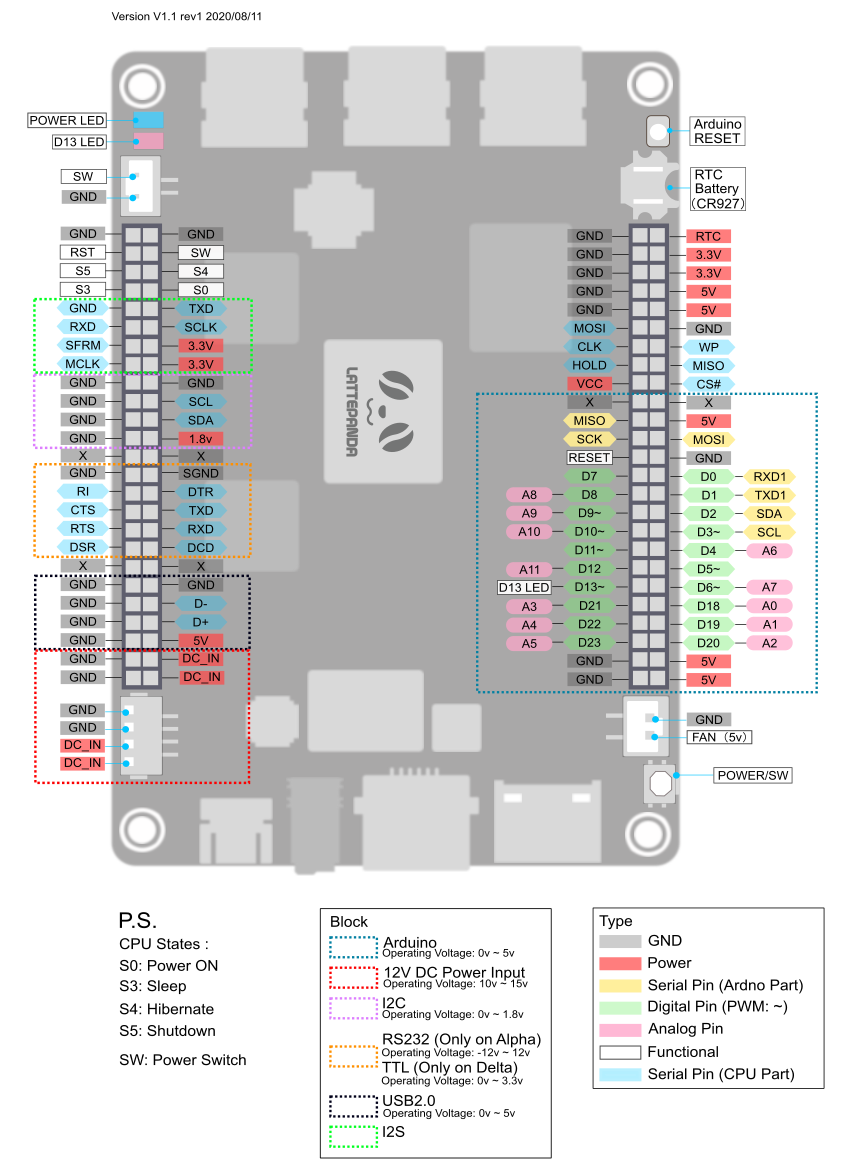 Version V1.1 rev1 2020/08/11
POWER LED
D13 LED
SW
GND
GND GND
RST SW
S5 S4
S3 S0
GND TXD
RXD SCLK
SFRM 3.3V
MCLK 3.3V
GND GND
GND SCL
GND SDA
GND 1.8v
X X
GND SGND
RI DTR
CTS TXD
RTS RXD
DSR DCD
X X
GND GND
GND D-
GND D+
GND 5V
GND DC_IN
GND DC_IN
GND
GND
DC_IN
DC_IN
LATTEPANDA
Arduino
RESET
RTC
Battery
(CR927)
GND RTC
GND 3.3V
GND 3.3V
GND 5V
GND 5V
MOSI GND
CLK WP
HOLD MISO
VCC CS#
X X
MISO 5V
SCK MOSI
RESET GND
D7 D0 RXD1
A8 D8 D1 TXD1
A9 D9~ D2 SDA
A10 D10~ D3~ SCL
D11~ D4 A6
A11 D12 D5~
D13 LED D13~ D6~ A7
A3 D21 D18 A0
A4 D22 D19 A1
A5 D23 D20 A2
GND 5V
GND 5V
GND
FAN (5v)
POWER/SW
P.S.
CPU States :
S0: Power ON
S3: Sleep
S4: Hibernate
S5: Shutdown
SW: Power Switch
Block
Arduino
Operating Voltage: 0v ~ 5v
12V DC Power Input
Operating Voltage: 10v ~ 15v
I2C
Operating Voltage: 0v ~ 1.8v
RS232 (Only on Alpha)
Operating Voltage: -12v ~ 12v
TTL (Only on Delta)
Operating Voltage: 0v ~ 3.3v
USB2.0
Operating Voltage: 0v ~ 5v
I2S
Type
GND
Power
Serial Pin (Ardno Part)
Digital Pin (PWM: ~)
Analog Pin
Functional
Serial Pin (CPU Part)